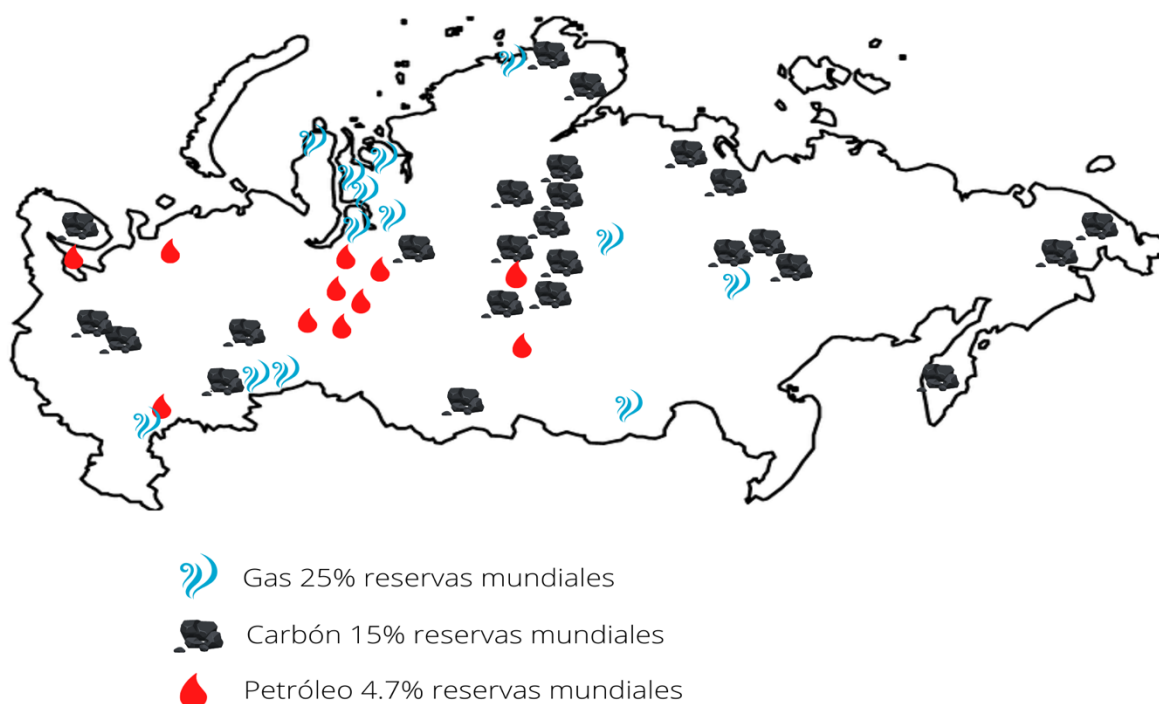 Gas 25% reservas mundiales
Carbón 15% reservas mundiales
Petróleo 4.7% reservas mundiales